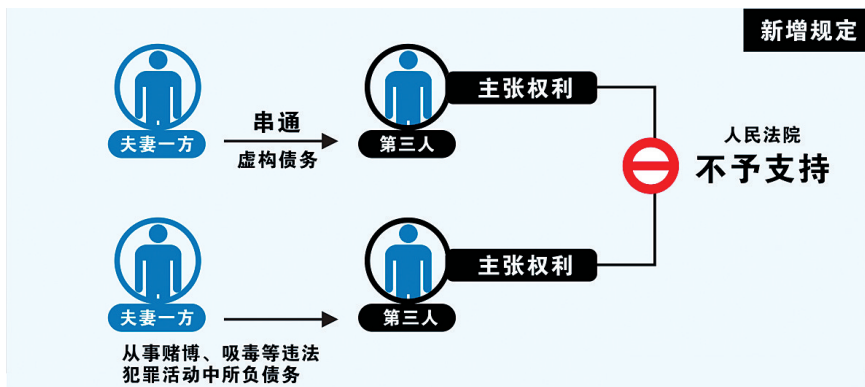 新增规定
夫妻一方
串通
虚构债务
第三人
主张权利
人民法院
不予支持
夫妻一方
第三人
主张权利
从事赌博、吸毒等违法
犯罪活动中所负债务